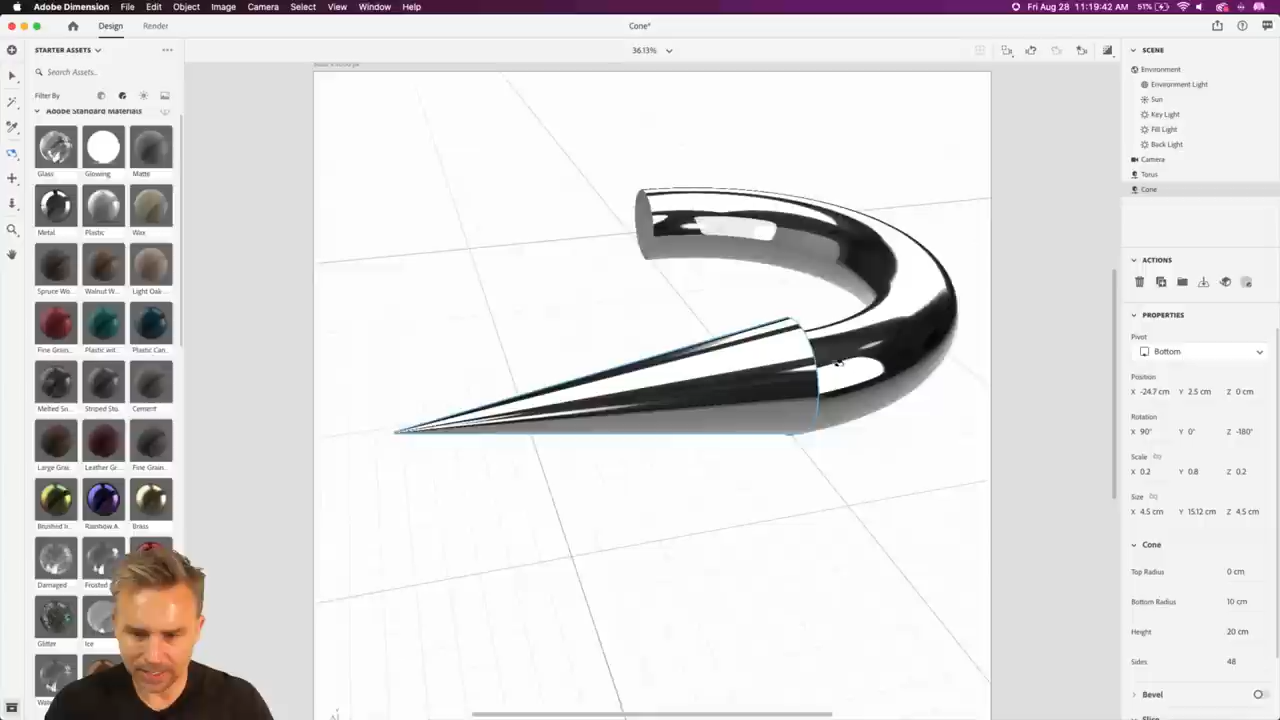 Adobe Dimension File Edit Object Image Camera Select View Window Help
Fri Aug 28 11:19:42 AM 51%
Design Render
Cone*
STARTER ASSETS
36.13%
Search Assets..
Filter By
Adobe Standard Materials
Glass Glowing Matte
Metal Plastic Wax
Spruce Wo... Walnut W... Light Oak...
Fine Grain... Plastic wit... Plastic Can...
Melted Sn... Striped Stu... Cement
Large Grai... Leather Gr... Fine Grain...
Brushed Ir... Rainbow A... Brass
Damaged Frosted
Glitter Ice
SCENE
Environment
Environment Light
Sun
Key Light
Fill Light
Back Light
Camera
Torus
Cone
ACTIONS
PROPERTIES
Pivot
Bottom
Position
X -24.7 cm Y 2.5 cm Z 0 cm
Rotation
X 90° Y 0° Z -180°
Scale
X 0.2 Y 0.8 Z 0.2
Size
X 4.5 cm Y 15.12 cm Z 4.5 cm
Cone
Top Radius 0 cm
Bottom Radius 10 cm
Height 20 cm
Sides 48
Bevel